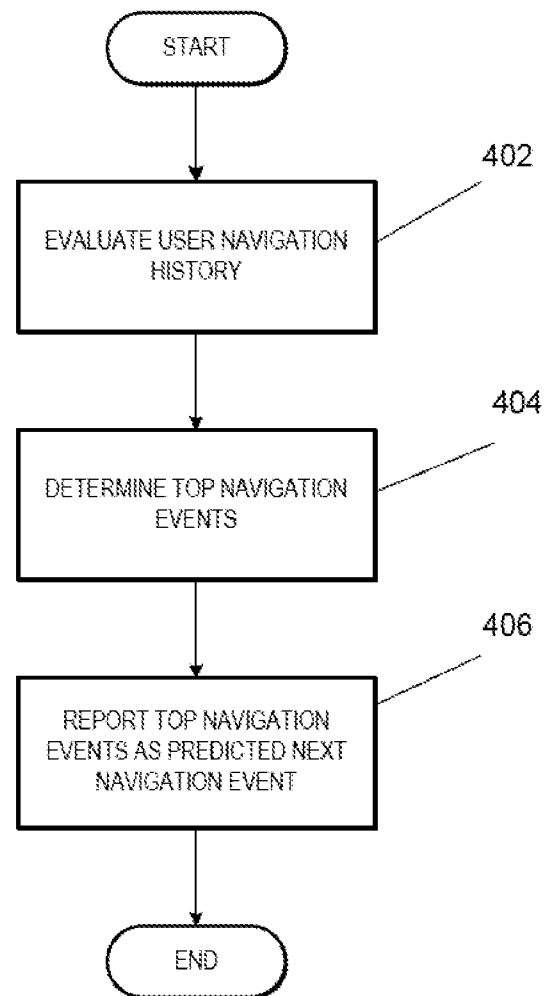 START
402
EVALUATE USER NAVIGATION
HISTORY
404
DETERMINE TOP NAVIGATION
EVENTS
406
REPORT TOP NAVIGATION
EVENTS AS PREDICTED NEXT
NAVIGATION EVENT
END